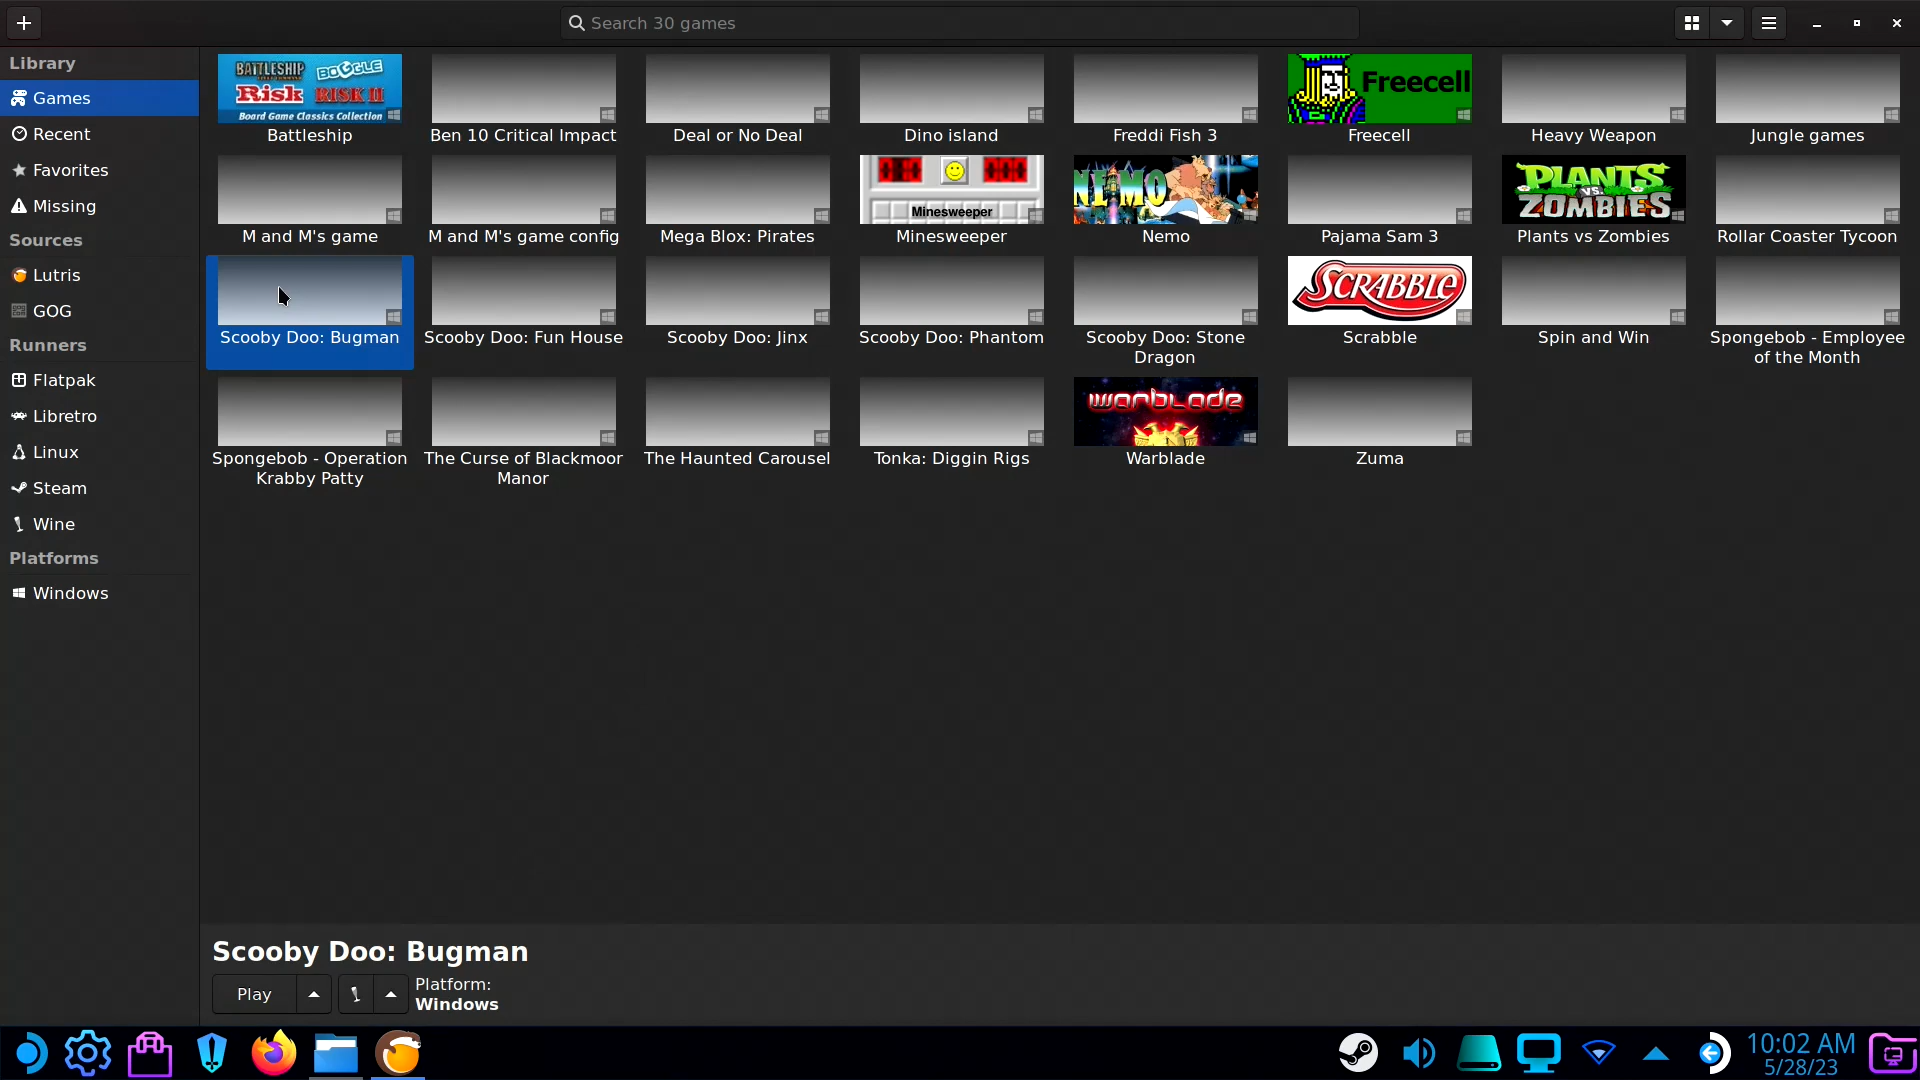 Search 30 games
Library
Games
Recent
Favorites
Missing
Sources
Lutris
GOG
Runners
Flatpak
Libretro
Linux
Steam
Wine
Platforms
Windows
BATTLESHIP BOGGLE
Risk RISK II
Board Game Classics Collection
Battleship
Ben 10 Critical Impact
Deal or No Deal
Dino island
Freddi Fish 3
Freecell
Freecell
Heavy Weapon
Jungle games
M and M's game
M and M's game config
Mega Blox: Pirates
Minesweeper
Minesweeper
NEMO
Nemo
Pajama Sam 3
PLANTS
VS.
ZOMBIES
Plants vs Zombies
Rollar Coaster Tycoon
Scooby Doo: Bugman
Scooby Doo: Fun House
Scooby Doo: Jinx
Scooby Doo: Phantom
Scooby Doo: Stone
Dragon
SCRABBLE
Scrabble
Spin and Win
Spongebob - Employee
of the Month
Spongebob - Operation
Krabby Patty
The Curse of Blackmoor
Manor
The Haunted Carousel
Tonka: Diggin Rigs
warblade
Warblade
Zuma
Scooby Doo: Bugman
Play
Platform:
Windows
10:02 AM
5/28/23